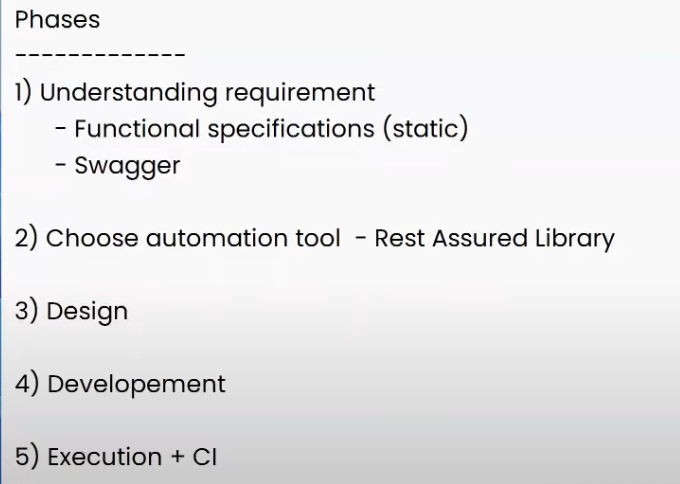 Phases
-------------
1) Understanding requirement
- Functional specifications (static)
- Swagger
2) Choose automation tool - Rest Assured Library
3) Design
4) Developement
5) Execution + CI